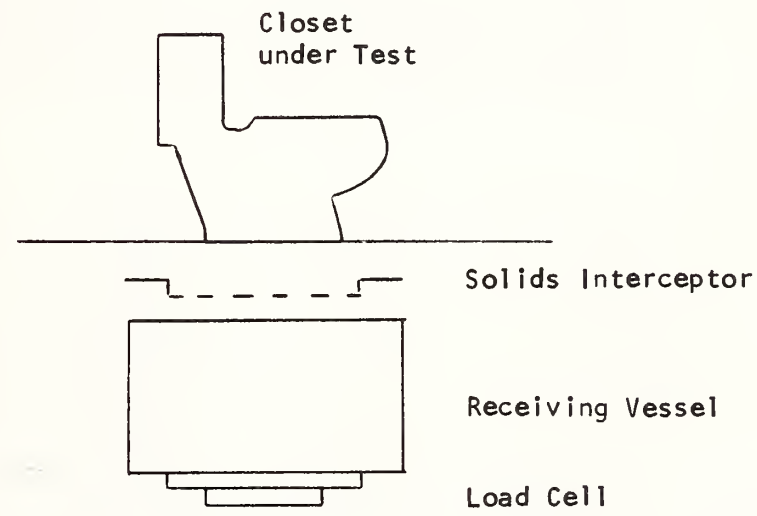 Closet
under Test
Solids Interceptor
Receiving Vessel
Load Cell